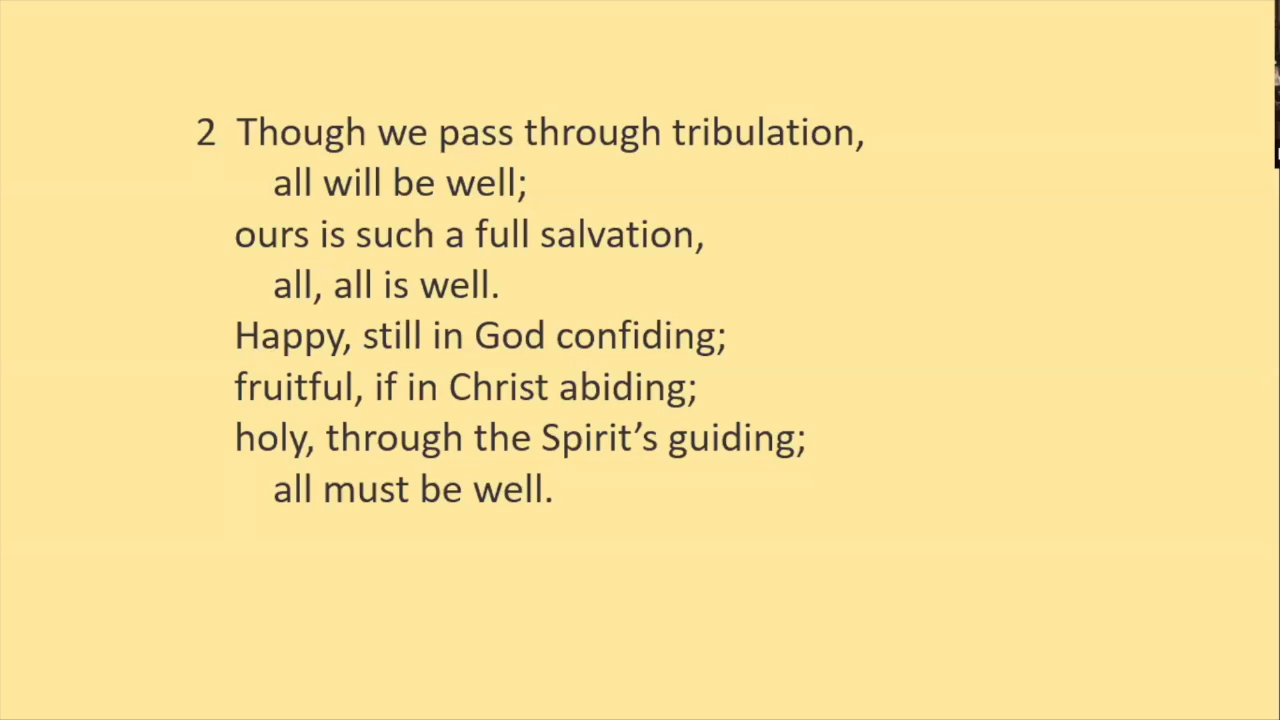 2 Though we pass through tribulation,
all will be well;
ours is such a full salvation,
all, all is well.
Happy, still in God confiding;
fruitful, if in Christ abiding;
holy, through the Spirit’s guiding;
all must be well.